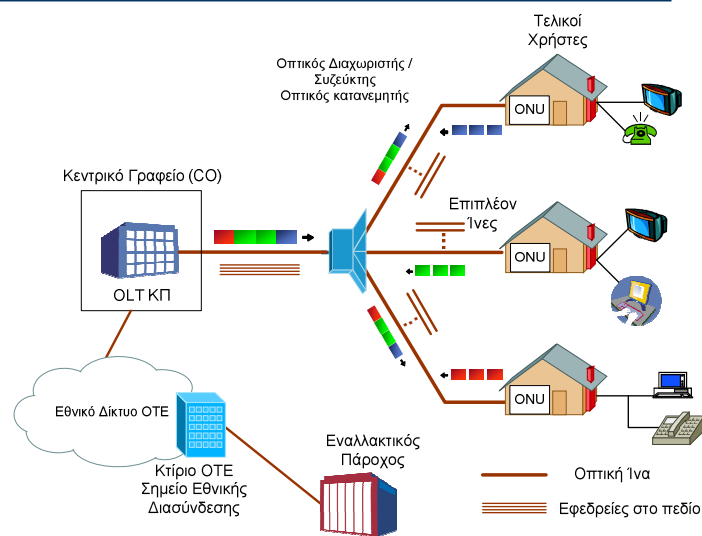 Τελικοί
Χρήστες
Οπτικός Διαχωριστής /
Συζεύκτης
Οπτικός κατανεμητής
ONU
Κεντρικό Γραφείο (CO)
Επιπλέον
Ίνες
ONU
OLT ΚΠ
ONU
Εθνικό Δίκτυο ΟΤΕ
Εναλλακτικός
Πάροχος
Κτίριο ΟΤΕ
Σημείο Εθνικής
Διασύνδεσης
Οπτική Ίνα
Εφεδρείες στο πεδίο